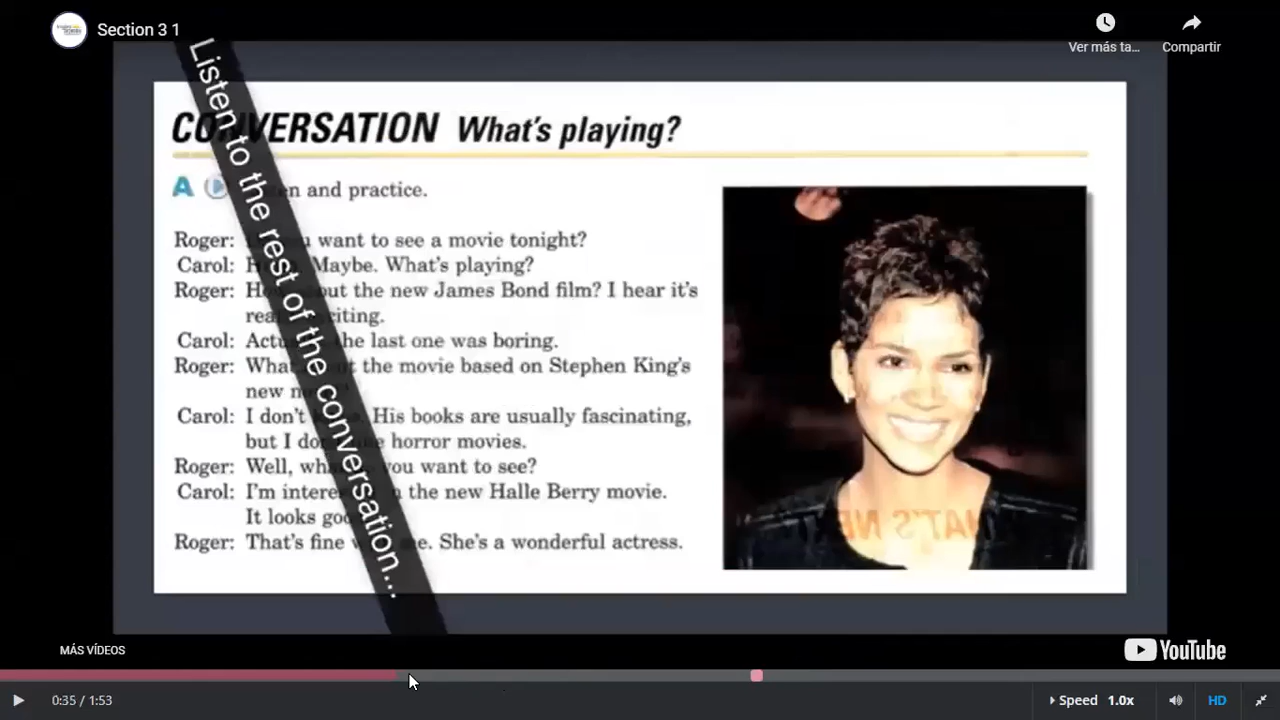 Section 3 1
Ver más ta...
Compartir
Listen to the rest of the conversation...
CONVERSATION What's playing?
A and practice.
Roger: want to see a movie tonight?
Carol: Maybe. What's playing?
Roger: the new James Bond film? I hear it's
Carol: the last one was boring.
Roger: the movie based on Stephen King's
new
Carol: I don't His books are usually fascinating,
but I horror movies.
Roger: Well, you want to see?
Carol: I'm the new Halle Berry movie.
It looks
Roger: That's fine She's a wonderful actress.
WHAT'S NEXT
MÁS VÍDEOS
YouTube
0:35 / 1:53
Speed 1.0x
HD